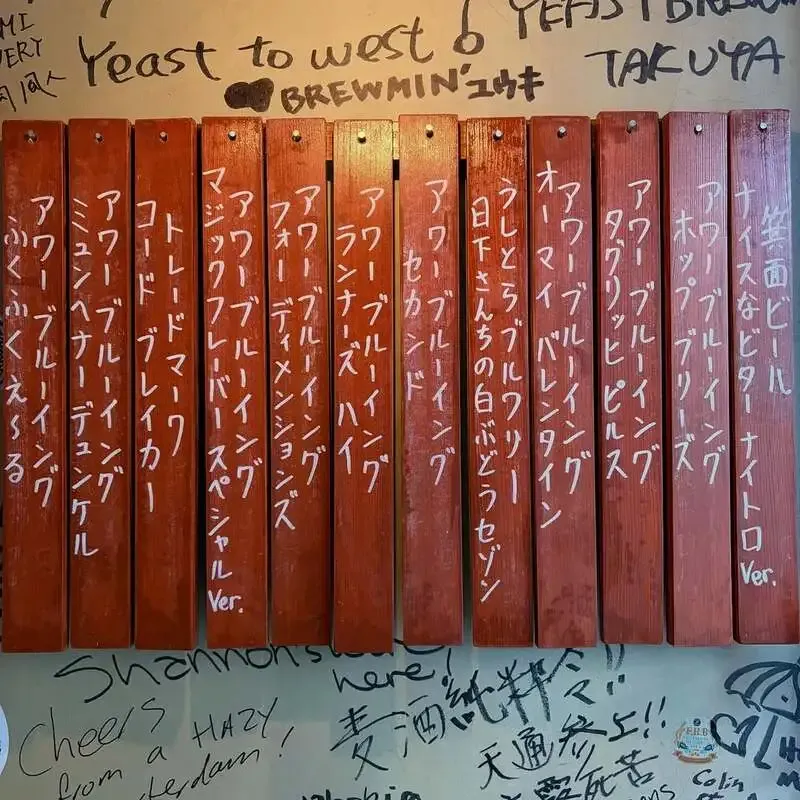 Yeast to west
BREWMIN' ユウキ
TAKUYA
箕面ビール
ナイスなビター ナイトロ Ver.
アワー ブルーイング
ホップ ブリーズ
アワー ブルーイング
タグリッヒ ピルス
アワー ブルーイング
オーマイ バレンタイン
うしとらブルワリー
日下さんちの白ぶどうセゾン
アワー ブルーイング
セカンド
アワー ブルーイング
ランナーズ ハイ
アワー ブルーイング
フォー ディメンションズ
アワー ブルーイング
マジックフレーバー スペシャル Ver.
トレードマーク
コード ブレイカー
アワー ブルーイング
ミュンヘナー デュンケル
アワー ブルーイング
ふくふくえ〜る
Shannon's
here!
麦酒純粋令!!
Cheers
from a HAZY
天通参上!!
死苦
Colin